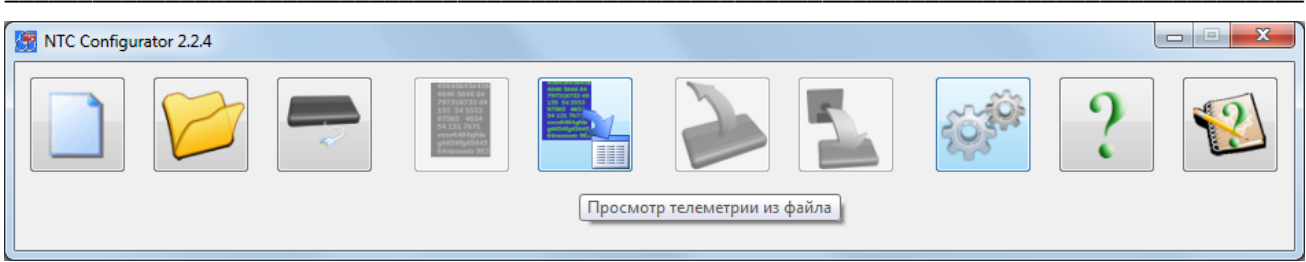 NTC Configurator 2.2.4
Просмотр телеметрии из файла